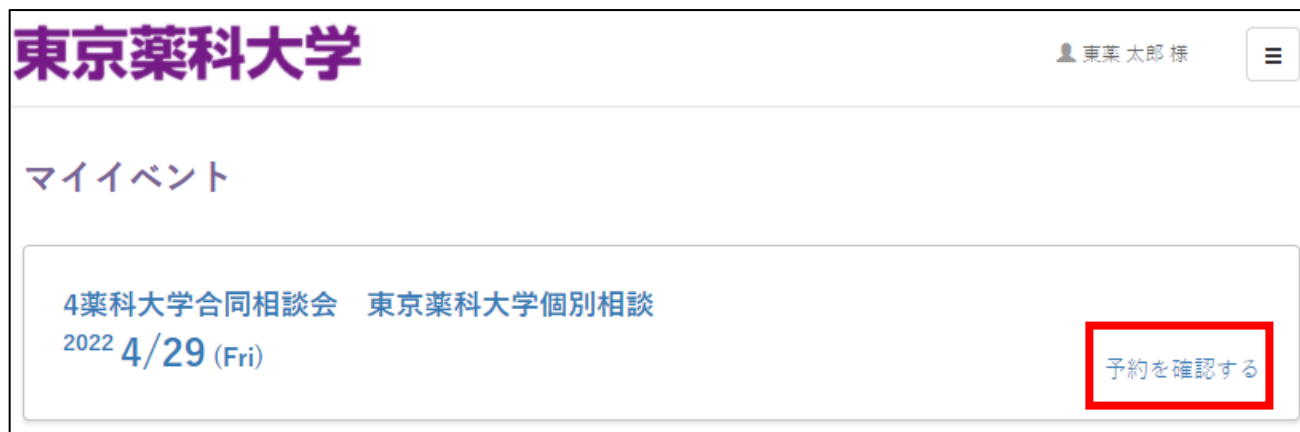 東京薬科大学
東薬 太郎 様
マイイベント
4薬科大学合同相談会　東京薬科大学個別相談
2022 4/29 (Fri)
予約を確認する